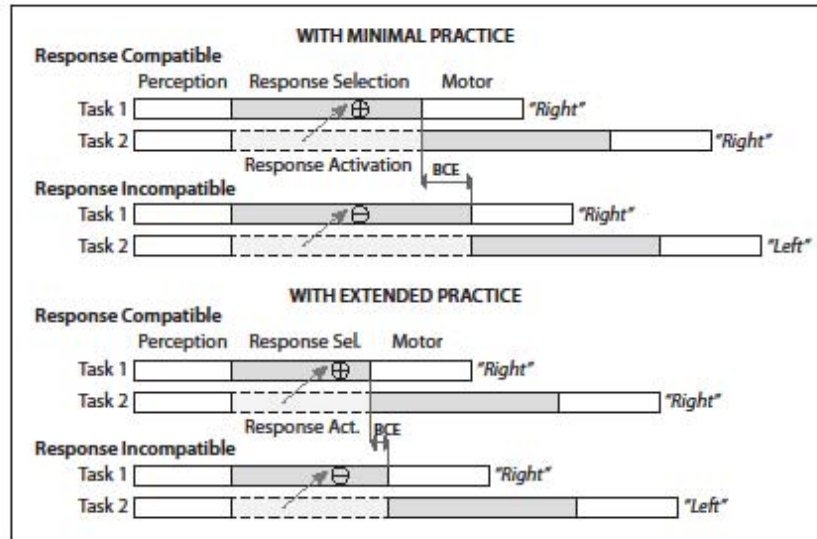 WITH MINIMAL PRACTICE
Response Compatible
Perception Response Selection Motor
Task 1 "Right"
Task 2 "Right"
Response Activation BCE
Response Incompatible
Task 1 "Right"
Task 2 "Left"
WITH EXTENDED PRACTICE
Response Compatible
Perception Response Sel. Motor
Task 1 "Right"
Task 2 "Right"
Response Act. BCE
Response Incompatible
Task 1 "Right"
Task 2 "Left"